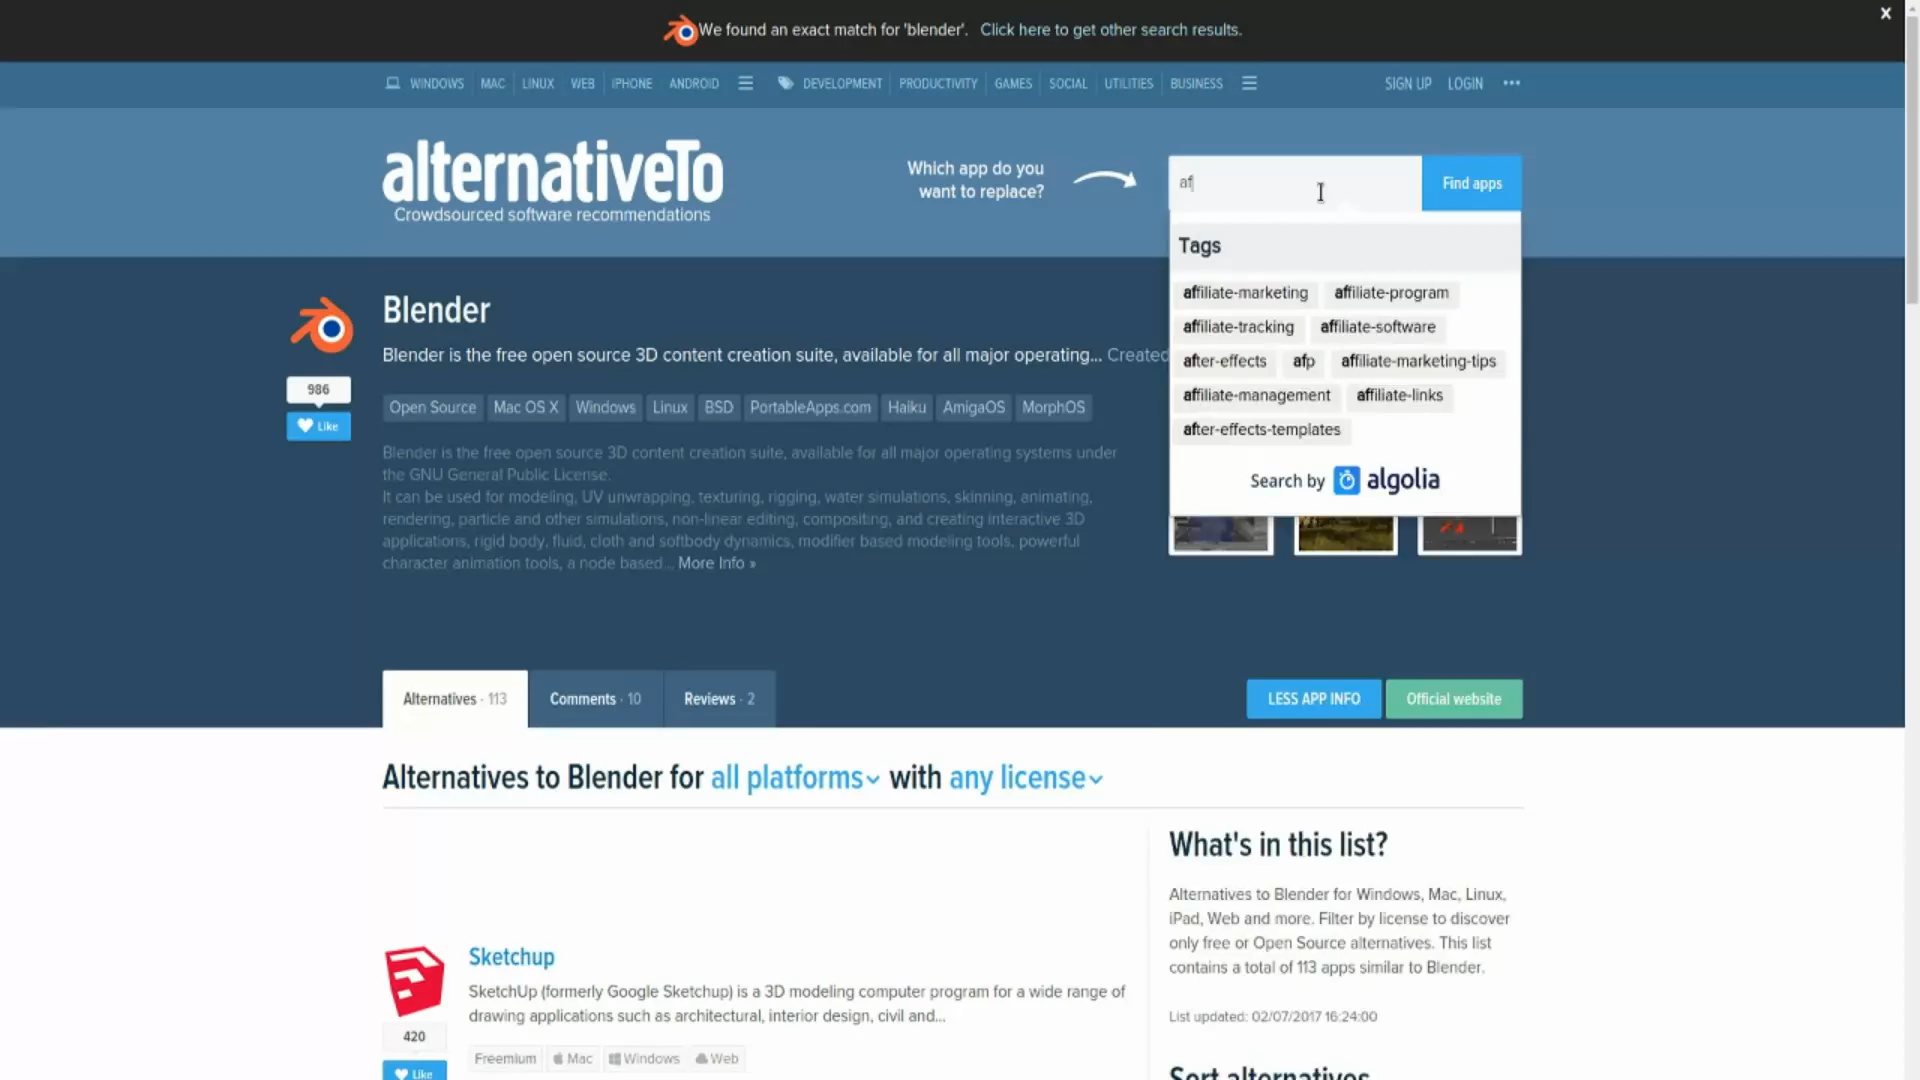 We found an exact match for 'blender'. Click here to get other search results.
X
WINDOWS MAC LINUX WEB IPHONE ANDROID DEVELOPMENT PRODUCTIVITY GAMES SOCIAL UTILITIES BUSINESS SIGN UP LOGIN
alternativeTo
Crowdsourced software recommendations
Which app do you
want to replace?
af
Find apps
Tags
affiliate-marketing affiliate-program
affiliate-tracking affiliate-software
after-effects afp affiliate-marketing-tips
affiliate-management affiliate-links
after-effects-templates
Search by algolia
Blender
Blender is the free open source 3D content creation suite, available for all major operating... Created
986
Like
Open Source Mac OS X Windows Linux BSD PortableApps.com Haiku AmigaOS MorphOS
Blender is the free open source 3D content creation suite, available for all major operating systems under
the GNU General Public License.
It can be used for modeling, UV unwrapping, texturing, rigging, water simulations, skinning, animating,
rendering, particle and other simulations, non-linear editing, compositing, and creating interactive 3D
applications, rigid body, fluid, cloth and softbody dynamics, modifier based modeling tools, powerful
character animation tools, a node based... More Info »
Alternatives · 113 Comments · 10 Reviews · 2
LESS APP INFO Official website
Alternatives to Blender for all platforms with any license
Sketchup
SketchUp (formerly Google Sketchup) is a 3D modeling computer program for a wide range of
drawing applications such as architectural, interior design, civil and...
420
Like
Freemium Mac Windows Web
What's in this list?
Alternatives to Blender for Windows, Mac, Linux,
iPad, Web and more. Filter by license to discover
only free or Open Source alternatives. This list
contains a total of 113 apps similar to Blender.
List updated: 02/07/2017 16:24:00
Sort alternatives